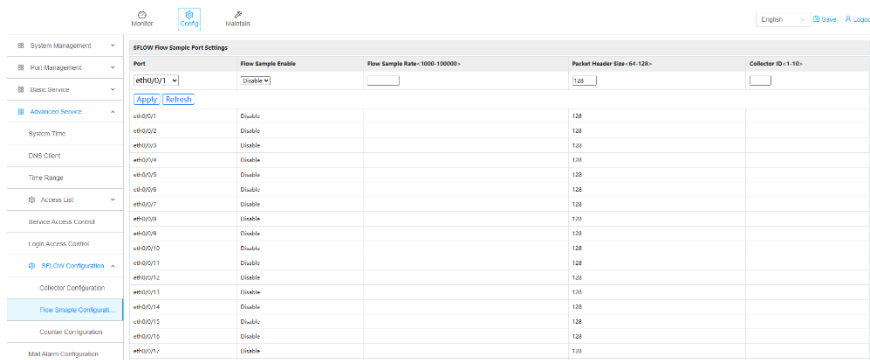 Monitor
Config
Maintain
English
Save
Logou
System Management
Port Management
Basic Service
Advanced Service
System Time
DNS Client
Time Range
Access List
Service Access Control
Login Access Control
SFLOW Configuration
Collector Configuration
Flow Smaple Configurati...
Counter Configuration
Mail Alarm Configuration
SFLOW Flow Sample Port Settings
Port Flow Sample Enable Flow Sample Rate<1000-100000> Packet Header Size<64-128> Collector ID<1-10>
eth0/0/1 Disable 128
Apply Refresh
eth0/0/1 Disable 128
eth0/0/2 Disable 128
eth0/0/3 Disable 128
eth0/0/4 Disable 128
eth0/0/5 Disable 128
eth0/0/6 Disable 128
eth0/0/7 Disable 128
eth0/0/8 Disable 128
eth0/0/9 Disable 128
eth0/0/10 Disable 128
eth0/0/11 Disable 128
eth0/0/12 Disable 128
eth0/0/13 Disable 128
eth0/0/14 Disable 128
eth0/0/15 Disable 128
eth0/0/16 Disable 128
eth0/0/17 Disable 128